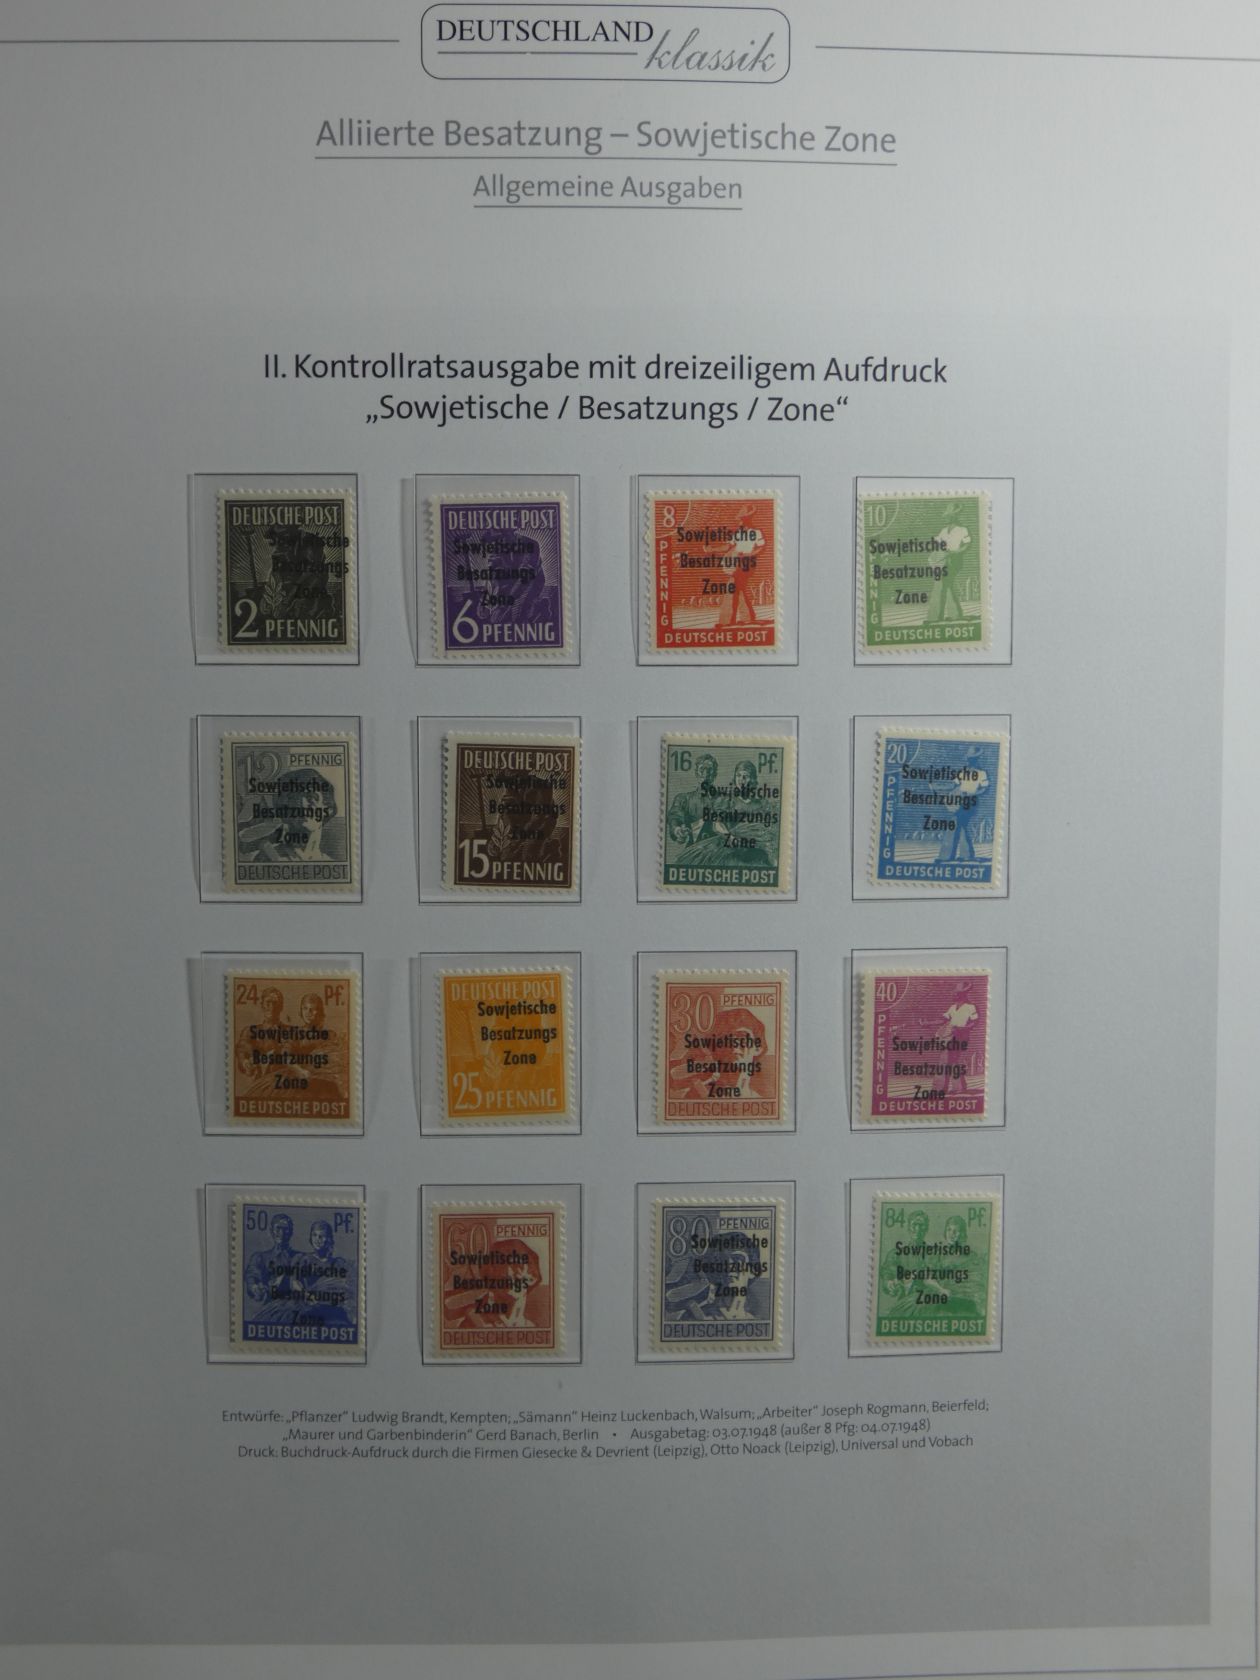 DEUTSCHLAND
klassik
Alliierte Besatzung – Sowjetische Zone
Allgemeine Ausgaben
II. Kontrollratsausgabe mit dreizeiligem Aufdruck
„Sowjetische / Besatzungs / Zone“
DEUTSCHE POST
Sowjetische
Besatzungs
Zone
2 PFENNIG
DEUTSCHE POST
Sowjetische
Besatzungs
Zone
6 PFENNIG
8
PFENNIG
Sowjetische
Besatzungs
Zone
DEUTSCHE POST
10
PFENNIG
Sowjetische
Besatzungs
Zone
DEUTSCHE POST
12 PFENNIG
Sowjetische
Besatzungs
Zone
DEUTSCHE POST
DEUTSCHE POST
Sowjetische
Besatzungs
Zone
15 PFENNIG
16 Pf.
Sowjetische
Besatzungs
Zone
DEUTSCHE POST
20
PFENNIG
Sowjetische
Besatzungs
Zone
DEUTSCHE POST
24 Pf.
Sowjetische
Besatzungs
Zone
DEUTSCHE POST
DEUTSCHE POST
Sowjetische
Besatzungs
Zone
25 PFENNIG
30 PFENNIG
Sowjetische
Besatzungs
Zone
DEUTSCHE POST
40
PFENNIG
Sowjetische
Besatzungs
Zone
DEUTSCHE POST
50 Pf.
Sowjetische
Besatzungs
Zone
DEUTSCHE POST
60 PFENNIG
Sowjetische
Besatzungs
Zone
DEUTSCHE POST
80 PFENNIG
Sowjetische
Besatzungs
Zone
DEUTSCHE POST
84 Pf.
Sowjetische
Besatzungs
Zone
DEUTSCHE POST
Entwürfe: „Pflanzer“ Ludwig Brandt, Kempten; „Sämann“ Heinz Luckenbach, Walsum; „Arbeiter“ Joseph Rogmann, Beierfeld;
„Maurer und Garbenbinderin“ Gerd Banach, Berlin • Ausgabetag: 03.07.1948 (außer 8 Pfg: 04.07.1948)
Druck: Buchdruck-Aufdruck durch die Firmen Giesecke & Devrient (Leipzig), Otto Noack (Leipzig), Universal und Vobach